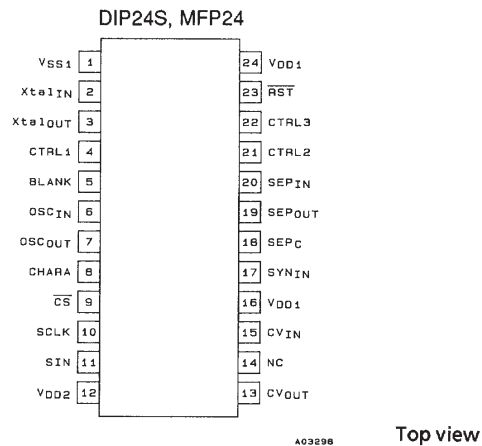 DIP24S, MFP24
VSS1 1 24 VDD1
XtalIN 2 23 RST
XtalOUT 3 22 CTRL3
CTRL1 4 21 CTRL2
BLANK 5 20 SEPIN
OSCIN 6 19 SEPOUT
OSCOUT 7 18 SEPC
CHARA 8 17 SYNIN
CS 9 16 VDD1
SCLK 10 15 CVIN
SIN 11 14 NC
VDD2 12 13 CVOUT
A03298 Top view